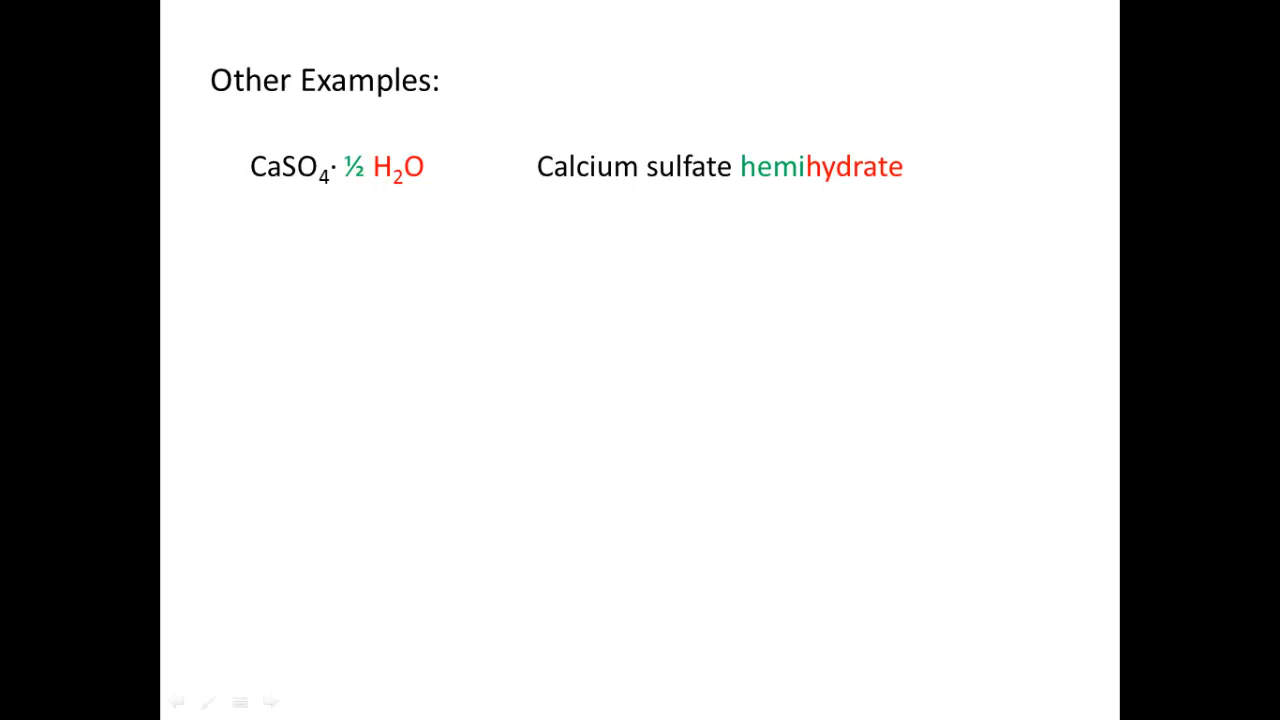 Other Examples:
CaSO₄· ½ H₂O Calcium sulfate hemihydrate